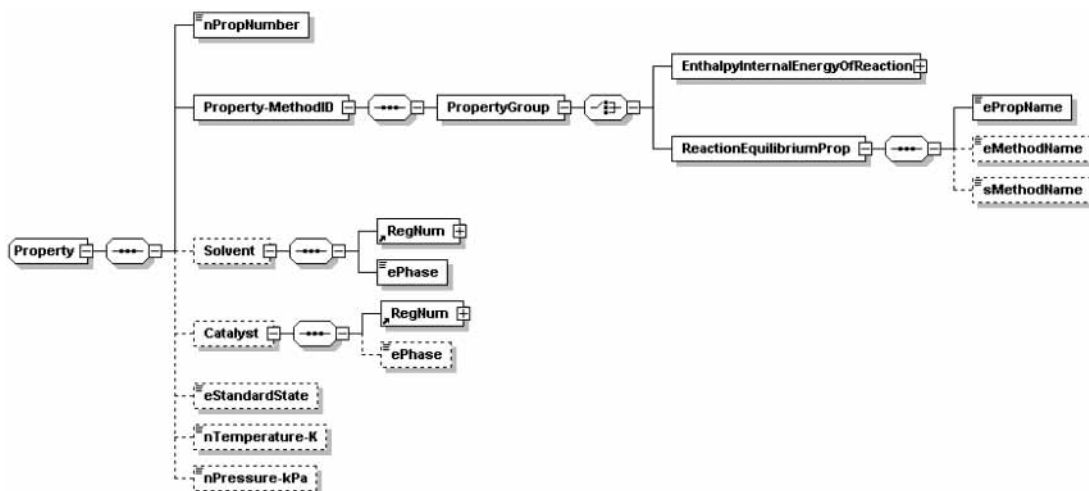 nPropNumber
EnthalpyInternalEnergyOfReaction
Property-MethodID
PropertyGroup
ePropName
ReactionEquilibriumProp
eMethodName
sMethodName
RegNum
Property
Solvent
ePhase
RegNum
Catalyst
ePhase
eStandardState
nTemperature-K
nPressure-kPa